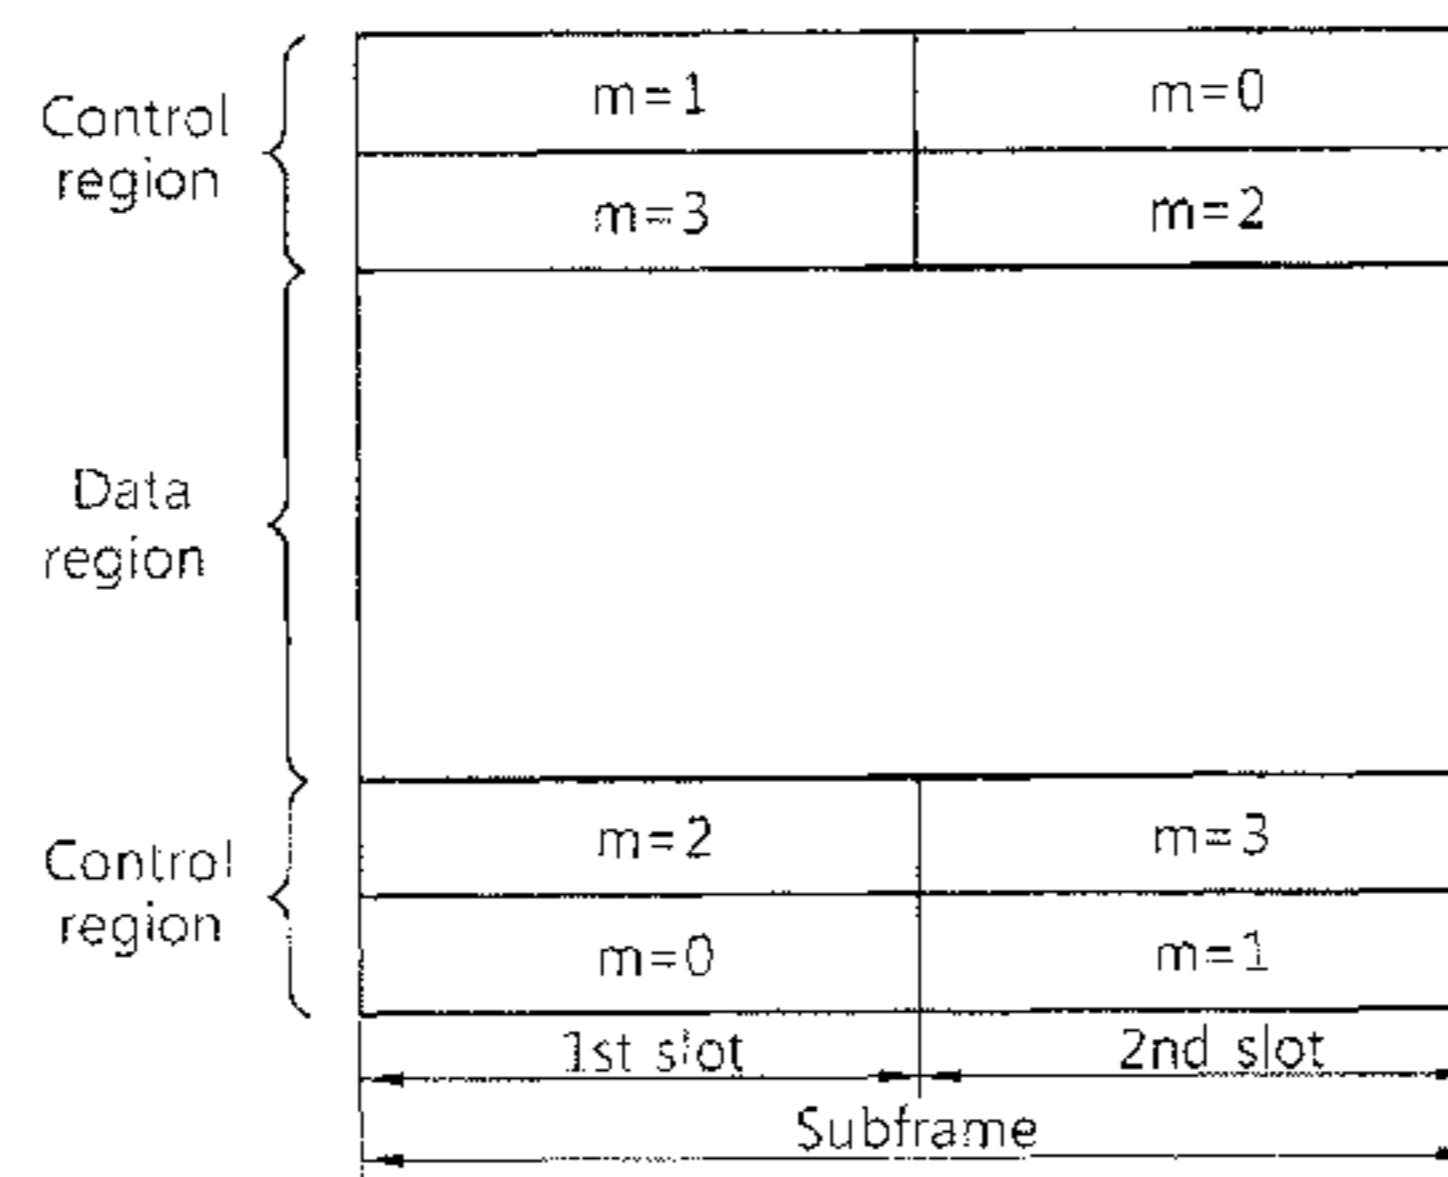 Control
region
m=1
m=0
m=3
m=2
Data
region
Control
region
m=2
m=3
m=0
m=1
1st slot
2nd slot
Subframe